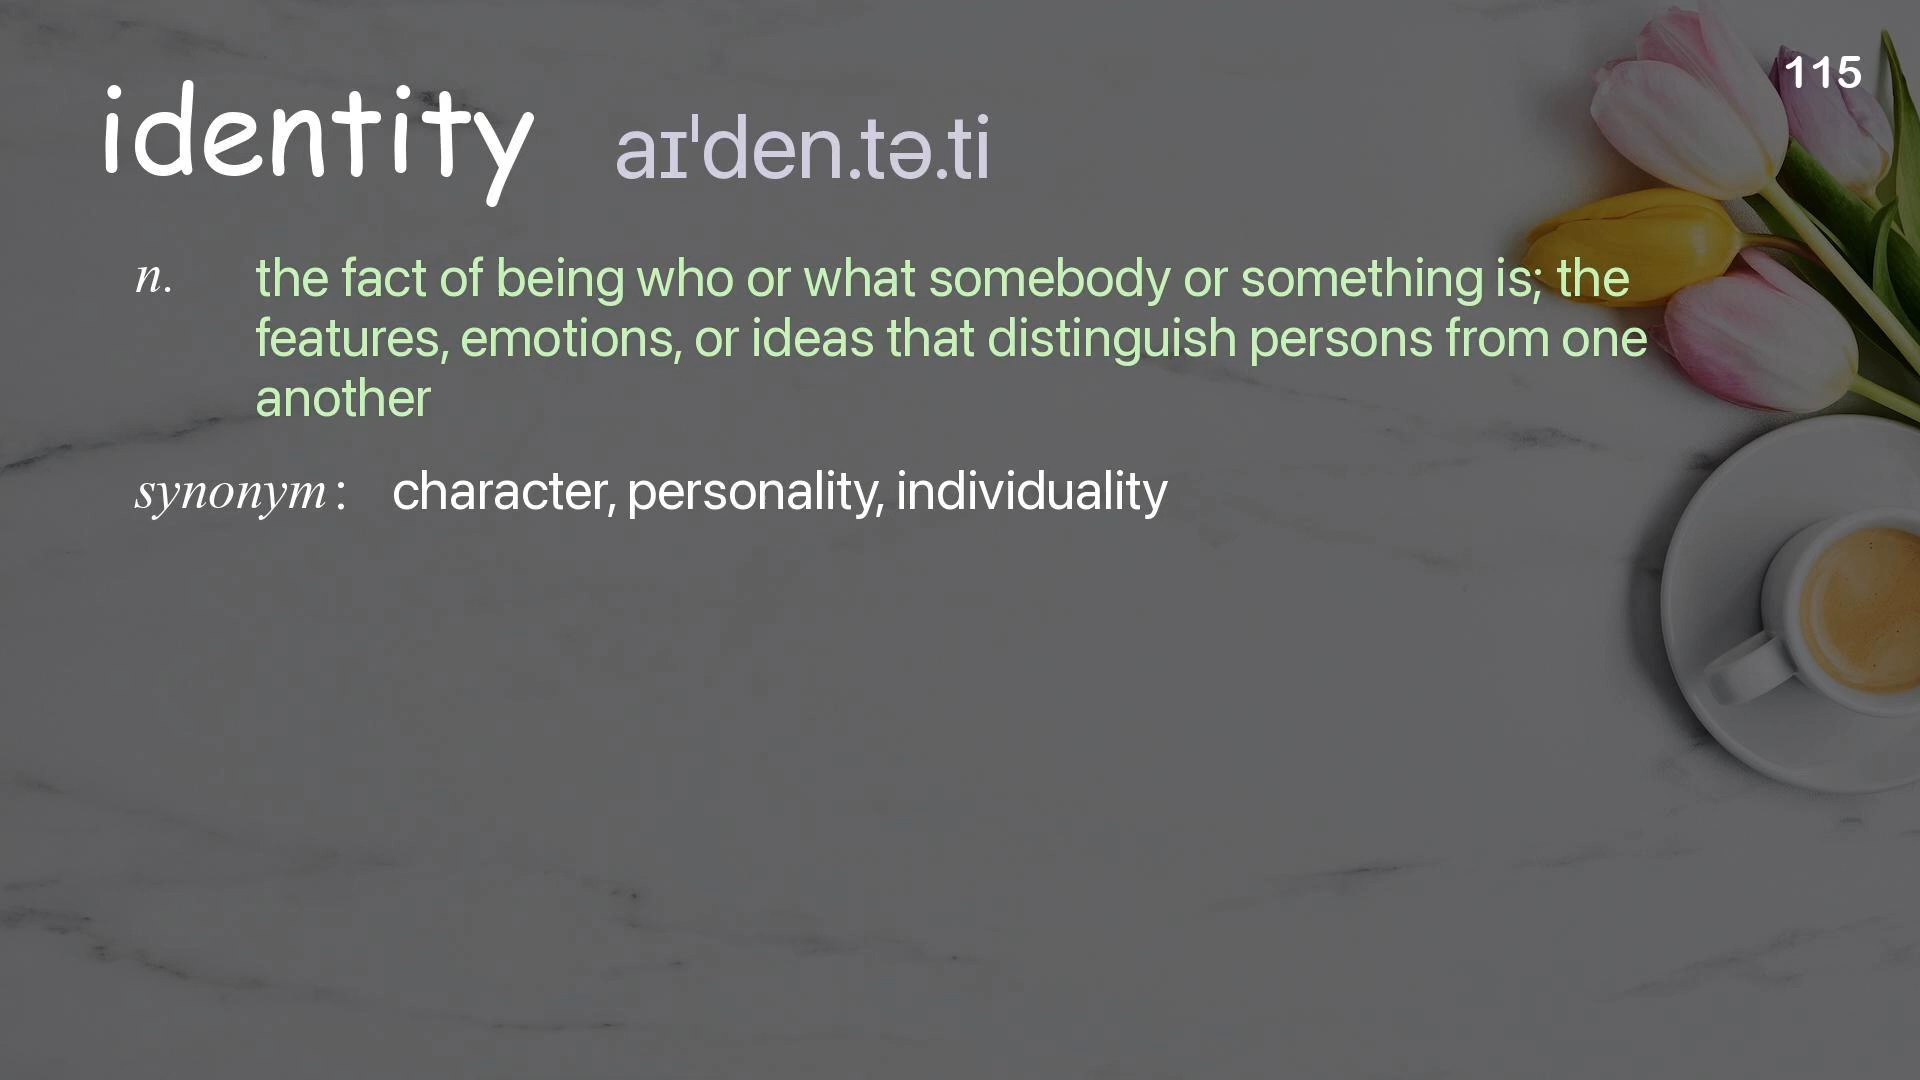 115
identity aɪˈden.tə.ti
n. the fact of being who or what somebody or something is; the
features, emotions, or ideas that distinguish persons from one
another
synonym: character, personality, individuality